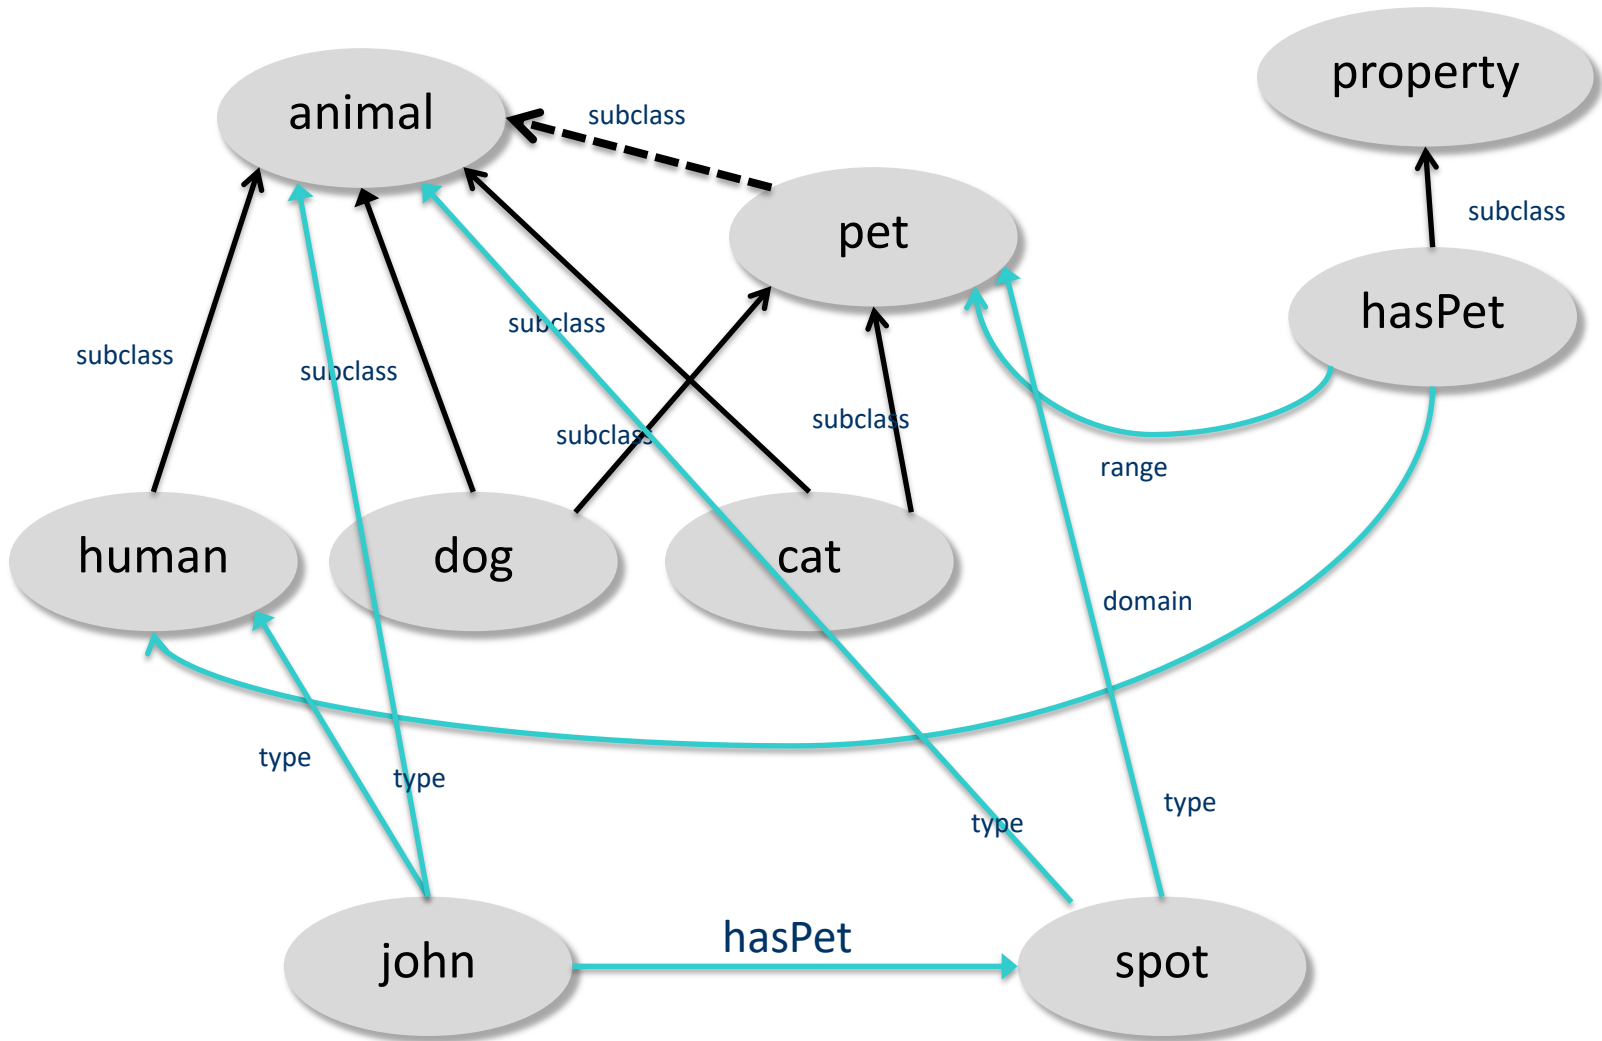 property
animal
subclass
subclass
pet
hasPet
subclass
subclass
subclass
subclass
subclass
range
human
dog
cat
domain
type
type
type
type
hasPet
john
spot